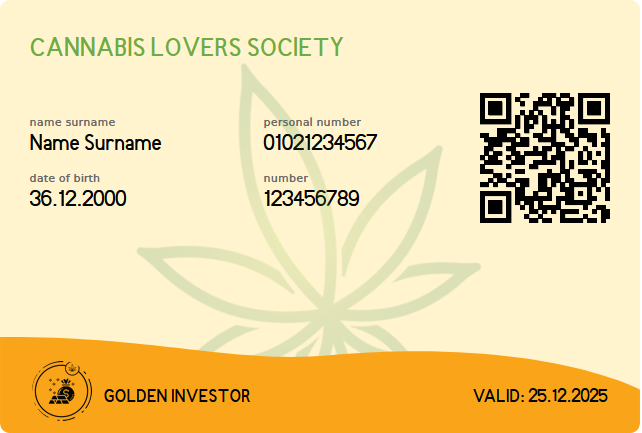 CANNABIS LOVERS SOCIETY
name surname
Name Surname
personal number
01021234567
date of birth
36.12.2000
number
123456789
GOLDEN INVESTOR
VALID: 25.12.2025